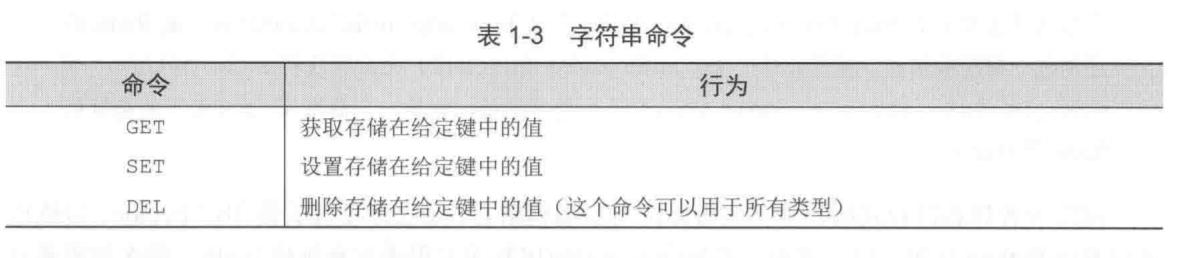 表 1-3 字符串命令
命令 行为
GET 获取存储在给定键中的值
SET 设置存储在给定键中的值
DEL 删除存储在给定键中的值（这个命令可以用于所有类型）